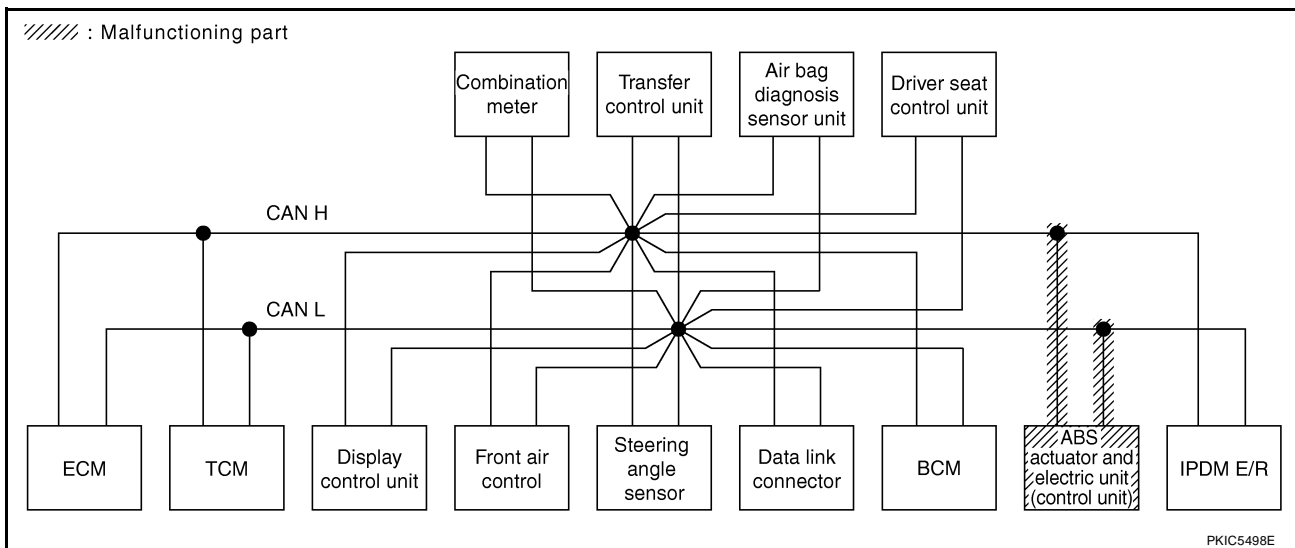 : Malfunctioning part
Combination
meter
Transfer
control unit
Air bag
diagnosis
sensor unit
Driver seat
control unit
CAN H
CAN L
ECM
TCM
Display
control unit
Front air
control
Steering
angle
sensor
Data link
connector
BCM
ABS
actuator and
electric unit
(control unit)
IPDM E/R
PKIC5498E